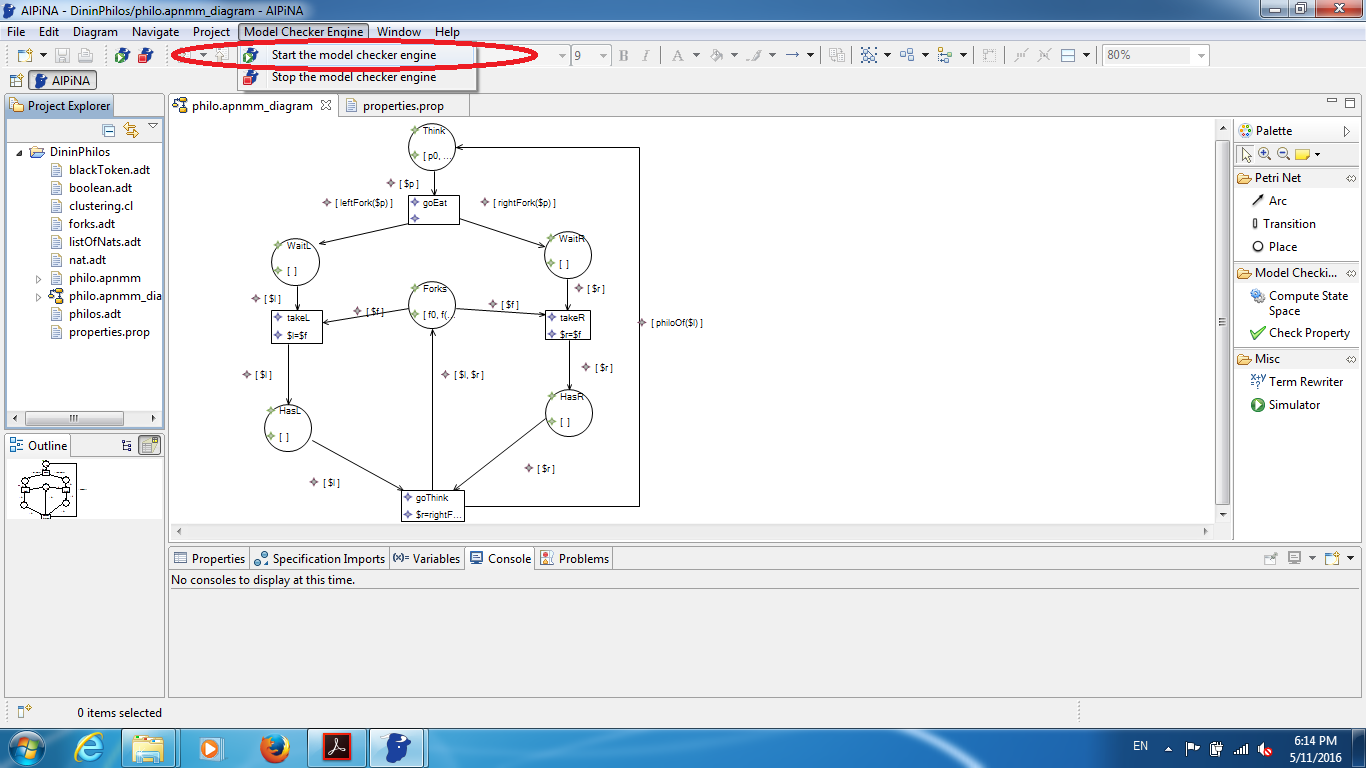 AlPiNA - DininPhilos/philo.apnmm_diagram - AlPiNA
File Edit Diagram Navigate Project Model Checker Engine Window Help
Start the model checker engine
9 B I A 80%
Stop the model checker engine
AlPiNA
Project Explorer
DininPhilos
blackToken.adt
boolean.adt
clustering.cl
forks.adt
listOfNats.adt
nat.adt
philo.apnmm
philo.apnmm_dia
philos.adt
properties.prop
Outline
philo.apnmm_diagram
properties.prop
Think
[ p0, ...
[ $p ]
[ leftFork($p) ]
goEat
[ rightFork($p) ]
WaitL
[ ]
WaitR
[ ]
[ $l ]
Forks
[ f0, f(...
[ $r ]
takeL
$l=$f
[ $f ]
[ $f ]
takeR
$r=$f
[ philoOf($l) ]
[ $l ]
[ $l, $r ]
[ $r ]
HasL
[ ]
HasR
[ ]
[ $l ]
[ $r ]
goThink
$r=rightF...
Palette
Petri Net
Arc
Transition
Place
Model Checki...
Compute State
Space
Check Property
Misc
Term Rewriter
Simulator
Properties Specification Imports Variables Console Problems
No consoles to display at this time.
0 items selected
EN
6:14 PM
5/11/2016